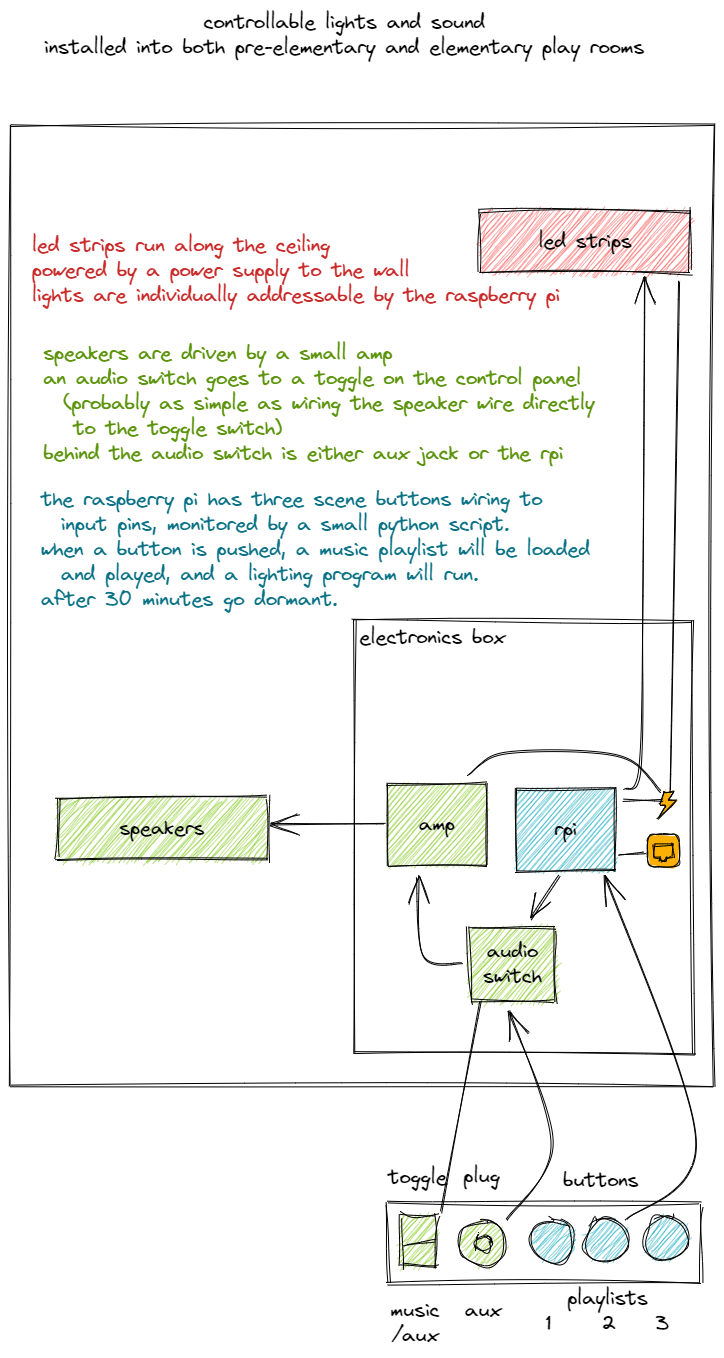 controllable lights and sound
installed into both pre-elementary and elementary play rooms
led strips
led strips run along the ceiling
powered by a power supply to the wall
lights are individually addressable by the raspberry pi
speakers are driven by a small amp
an audio switch goes to a toggle on the control panel
(probably as simple as wiring the speaker wire directly
to the toggle switch)
behind the audio switch is either aux jack or the rpi
the raspberry pi has three scene buttons wiring to
input pins, monitored by a small python script.
when a button is pushed, a music playlist will be loaded
and played, and a lighting program will run.
after 30 minutes go dormant.
electronics box
speakers
amp
rpi
audio
switch
toggle plug buttons
music
/aux
aux
playlists
1 2 3